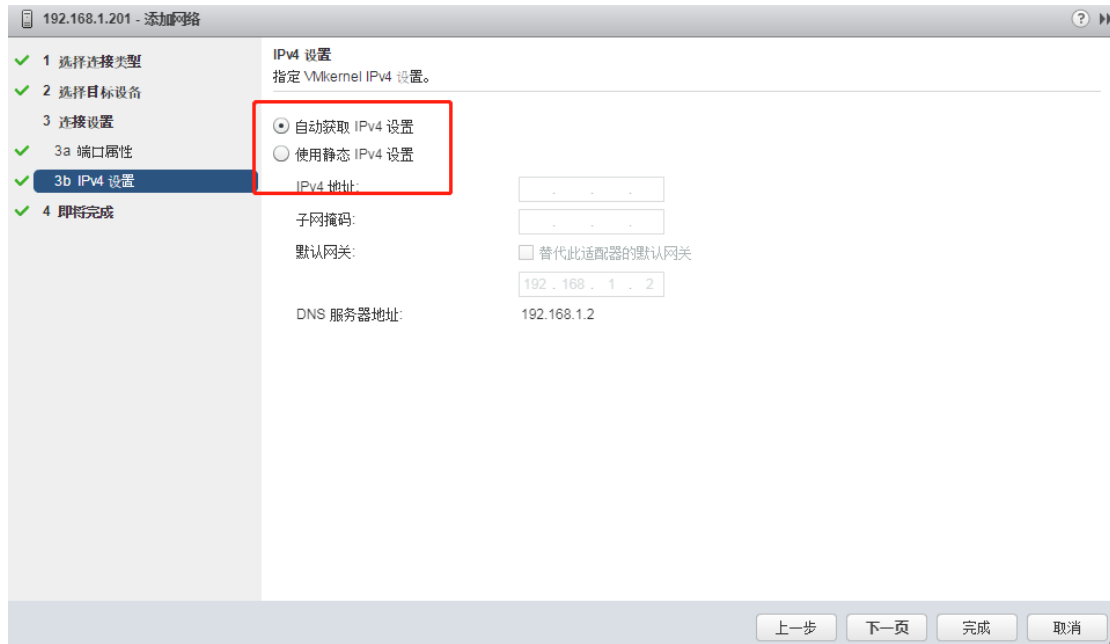 192.168.1.201 - 添加网络
1 选择连接类型
2 选择目标设备
3 连接设置
3a 端口属性
3b IPv4 设置
4 即将完成
IPv4 设置
指定 VMkernel IPv4 设置。
自动获取 IPv4 设置
使用静态 IPv4 设置
IPv4 地址:
子网掩码:
默认网关:
替代此适配器的默认网关
192 . 168 . 1 . 2
DNS 服务器地址:
192.168.1.2
上一步
下一页
完成
取消